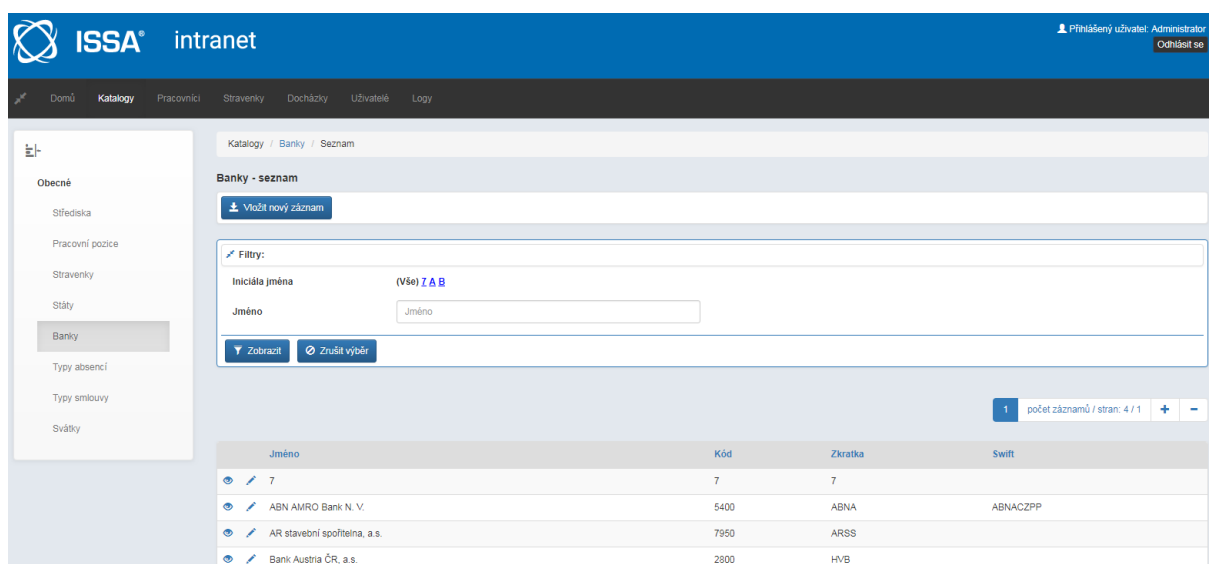 ISSA® intranet
Přihlášený uživatel: Administrator
Odhlásit se
Domů Katalogy Pracovníci Stravenky Docházky Uživatelé Logy
Obecné
Střediska
Pracovní pozice
Stravenky
Státy
Banky
Typy absencí
Typy smlouvy
Svátky
Katalogy / Banky / Seznam
Banky - seznam
Vložit nový záznam
Filtry:
Iniciála jména (Vše) 7 A B
Jméno Jméno
Zobrazit Zrušit výběr
1 počet záznamů / stran: 4 / 1 + -
Jméno Kód Zkratka Swift
7 7 7
ABN AMRO Bank N. V. 5400 ABNA ABNACZPP
AR stavební spořitelna, a.s. 7950 ARSS
Bank Austria ČR, a.s. 2800 HVB